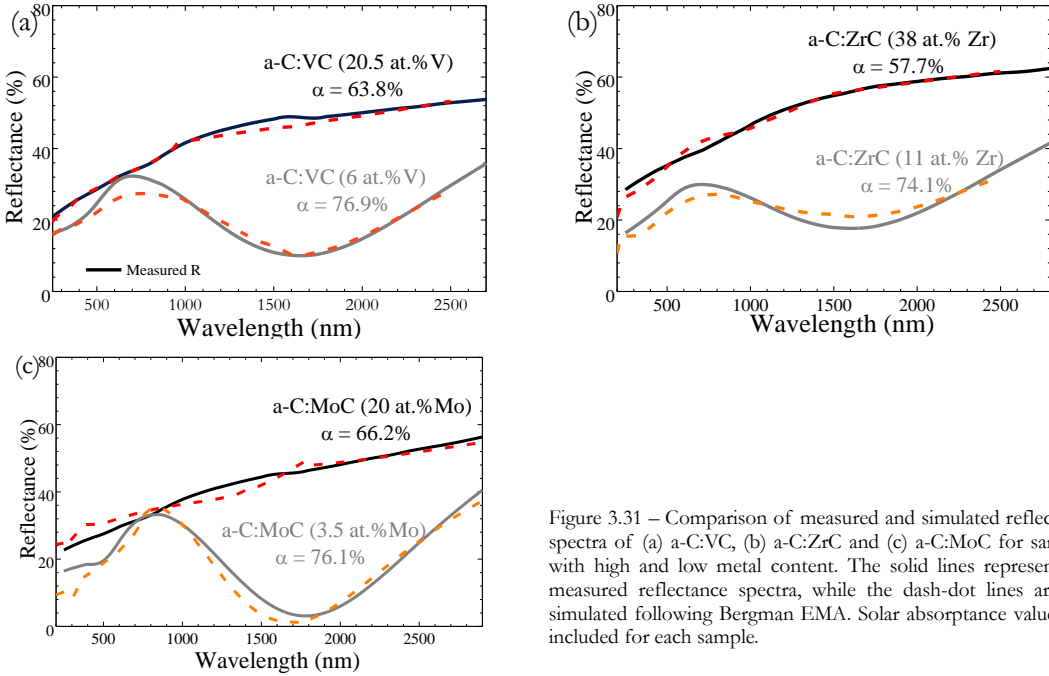 (a)
80
60
40
20
0
Reflectance (%)
a-C:VC (20.5 at.%V)
α = 63.8%
a-C:VC (6 at.%V)
α = 76.9%
Measured R
500 1000 1500 2000 2500
Wavelength (nm)
(b)
80
60
40
20
0
Reflectance (%)
a-C:ZrC (38 at.% Zr)
α = 57.7%
a-C:ZrC (11 at.% Zr)
α = 74.1%
500 1000 1500 2000 2500
Wavelength (nm)
(c)
80
60
40
20
0
Reflectance (%)
a-C:MoC (20 at.%Mo)
α = 66.2%
a-C:MoC (3.5 at.%Mo)
α = 76.1%
500 1000 1500 2000 2500
Wavelength (nm)
Figure 3.31 – Comparison of measured and simulated reflec
spectra of (a) a-C:VC, (b) a-C:ZrC and (c) a-C:MoC for sar
with high and low metal content. The solid lines represen
measured reflectance spectra, while the dash-dot lines ar
simulated following Bergman EMA. Solar absorptance value
included for each sample.